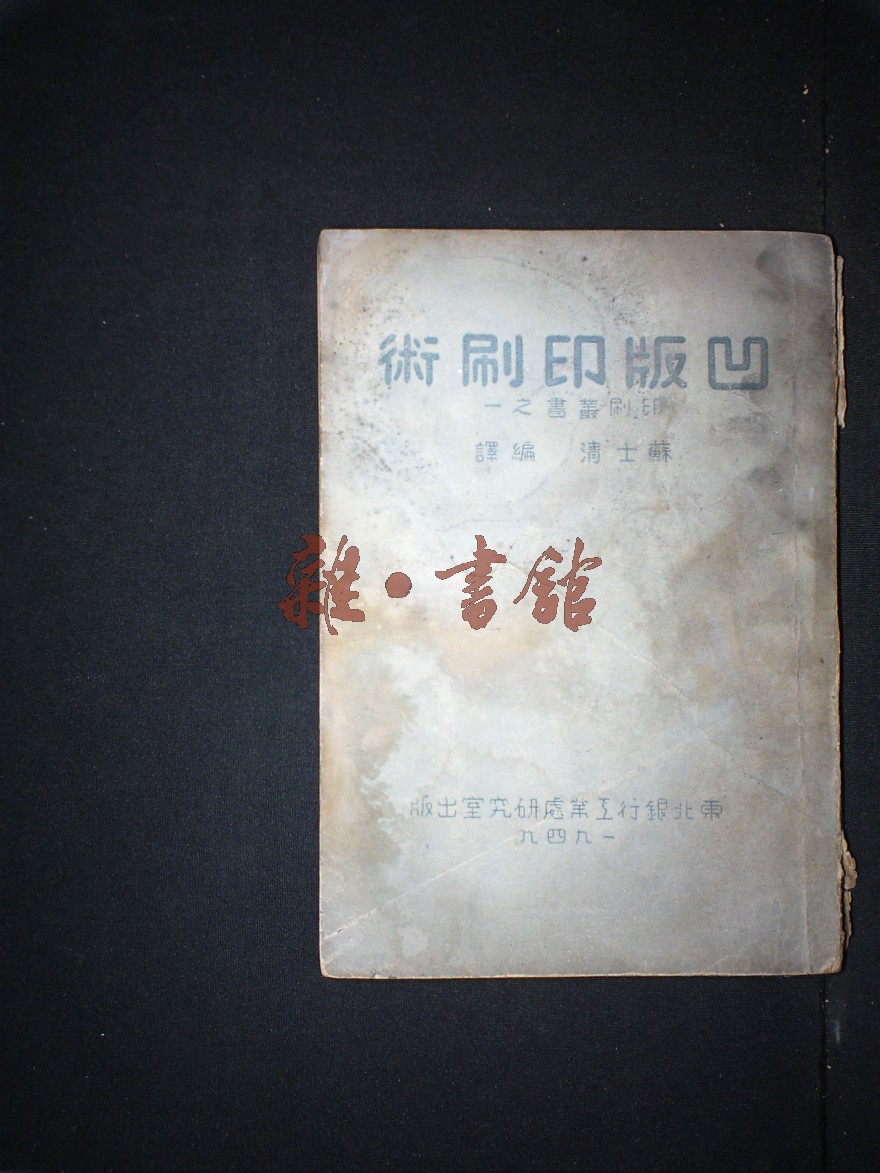 凹版印刷術
印刷叢書之一
蘇士清 編譯
雜·書館
東北銀行工業處研究室出版
一九四九